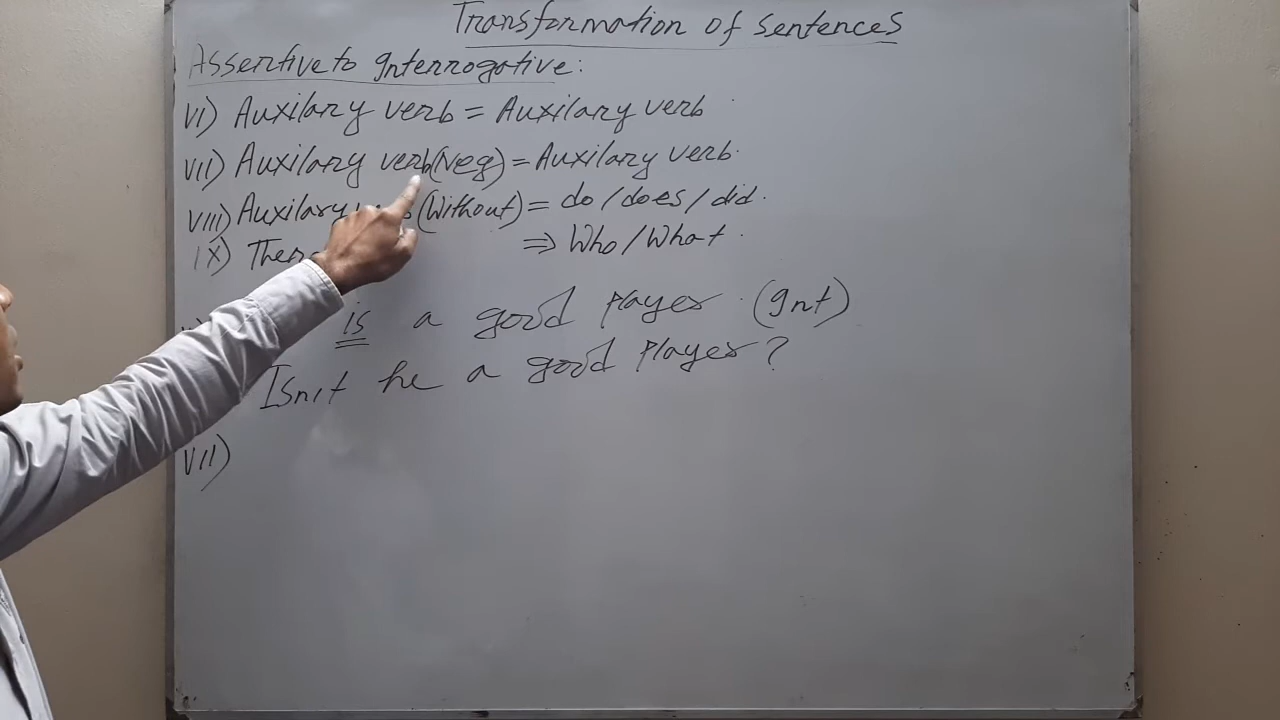 Transformation of sentences
Assertive to Interrogative:
VI) Auxilary verb = Auxilary verb
VII) Auxilary verb (Neg) = Auxilary verb.
VIII) Auxilary (Without) = do/does/did.
IX) ⇒ Who/What.
is a good player. (Int)
Isn't he a good player?
VII)